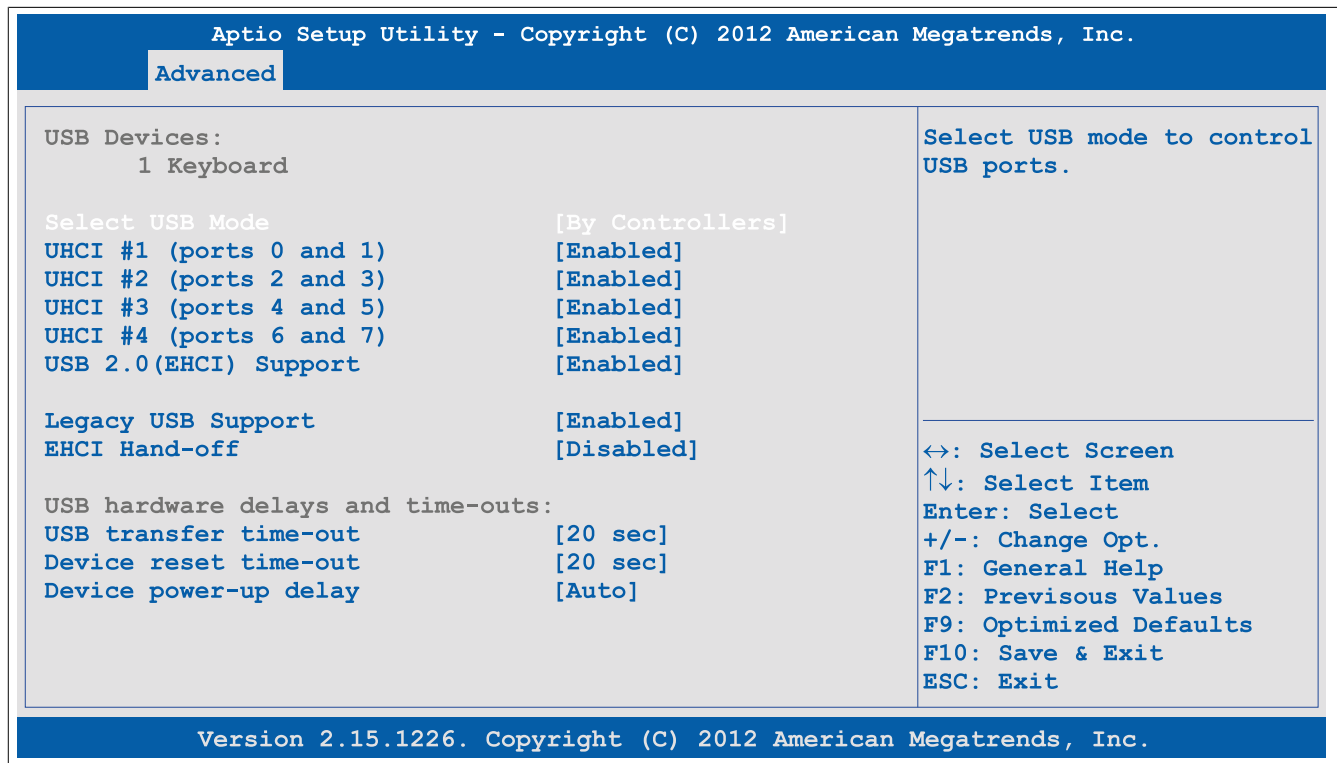 Aptio Setup Utility - Copyright (C) 2012 American Megatrends, Inc.
Advanced
USB Devices:
1 Keyboard
Select USB Mode [By Controllers]
UHCI #1 (ports 0 and 1) [Enabled]
UHCI #2 (ports 2 and 3) [Enabled]
UHCI #3 (ports 4 and 5) [Enabled]
UHCI #4 (ports 6 and 7) [Enabled]
USB 2.0(EHCI) Support [Enabled]
Legacy USB Support [Enabled]
EHCI Hand-off [Disabled]
USB hardware delays and time-outs:
USB transfer time-out [20 sec]
Device reset time-out [20 sec]
Device power-up delay [Auto]
Select USB mode to control
USB ports.
↔: Select Screen
↑↓: Select Item
Enter: Select
+/-: Change Opt.
F1: General Help
F2: Previsous Values
F9: Optimized Defaults
F10: Save & Exit
ESC: Exit
Version 2.15.1226. Copyright (C) 2012 American Megatrends, Inc.